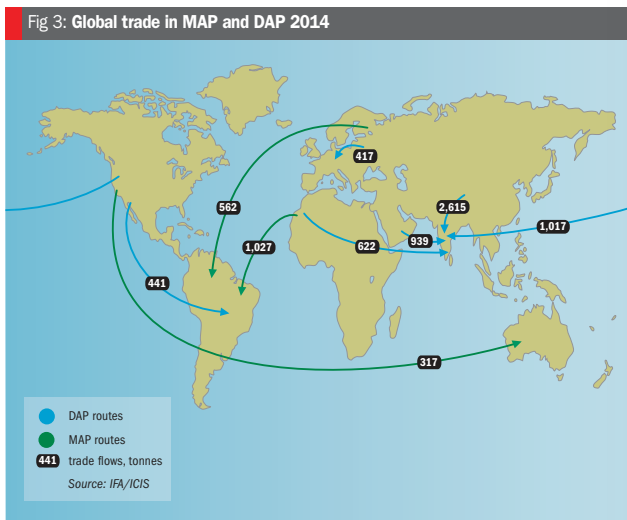 Fig 3: Global trade in MAP and DAP 2014
417
562
2,615
1,017
1,027
622
939
441
317
DAP routes
MAP routes
441 trade flows, tonnes
Source: IFA/ICIS